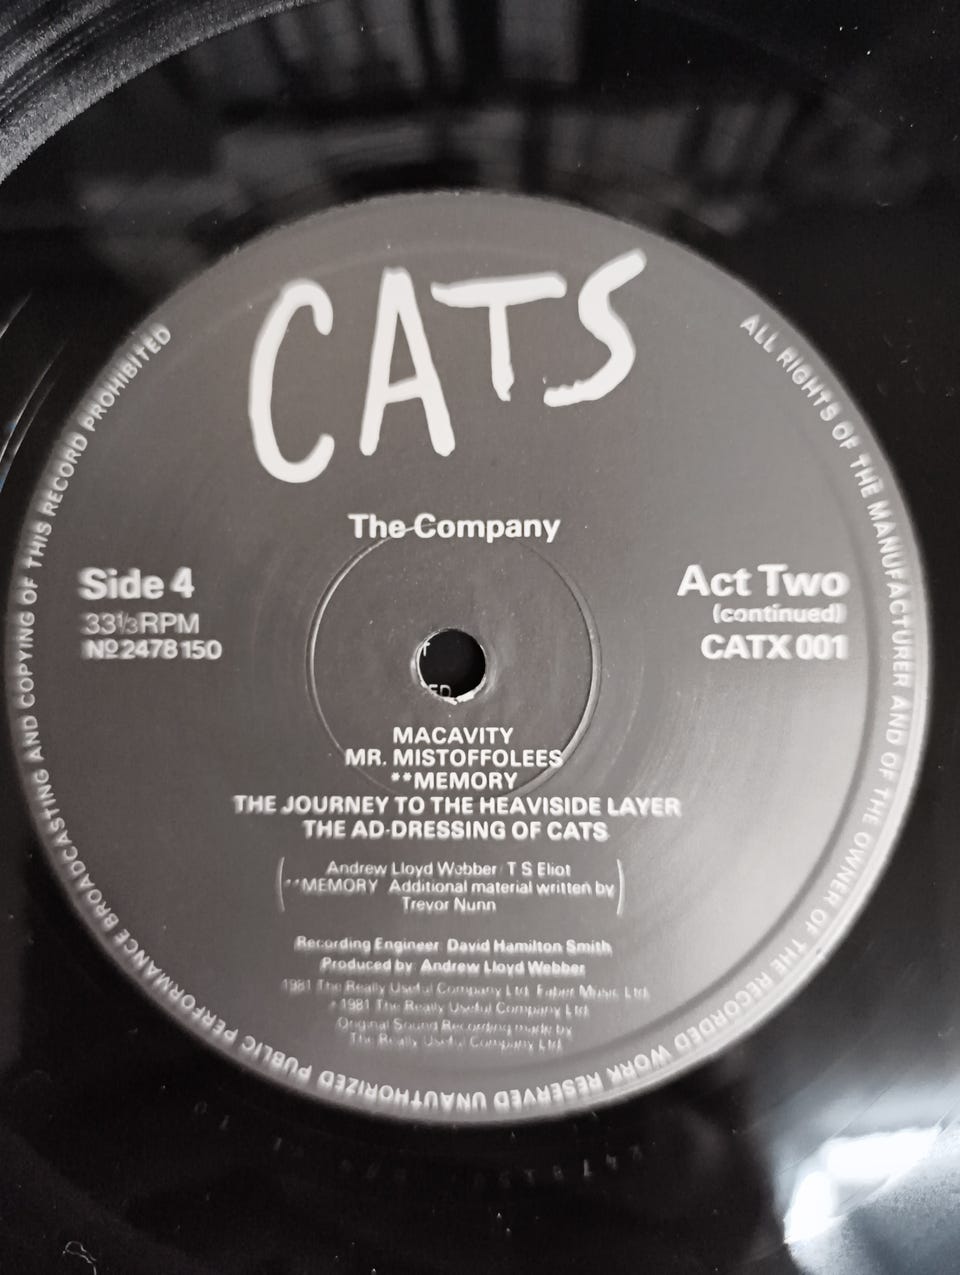 CATS
The Company
Side 4
33⅓RPM
Nº2478150
Act Two
(continued)
CATX 001
MACAVITY
MR. MISTOFFOLEES
**MEMORY
THE JOURNEY TO THE HEAVISIDE LAYER
THE AD-DRESSING OF CATS
Andrew Lloyd Webber/T S Eliot
**MEMORY Additional material written by
Trevor Nunn
Recording Engineer David Hamilton Smith
Produced by Andrew Lloyd Webber
1981 The Really Useful Company Ltd. Faber Music Ltd.
1981 The Really Useful Company Ltd.
Original Sound Recording made by
The Really Useful Company Ltd.
ALL RIGHTS OF THE MANUFACTURER AND OF THE OWNER OF THE RECORDED WORK RESERVED UNAUTHORIZED PUBLIC PERFORMANCE BROADCASTING AND COPYING OF THIS RECORD PROHIBITED